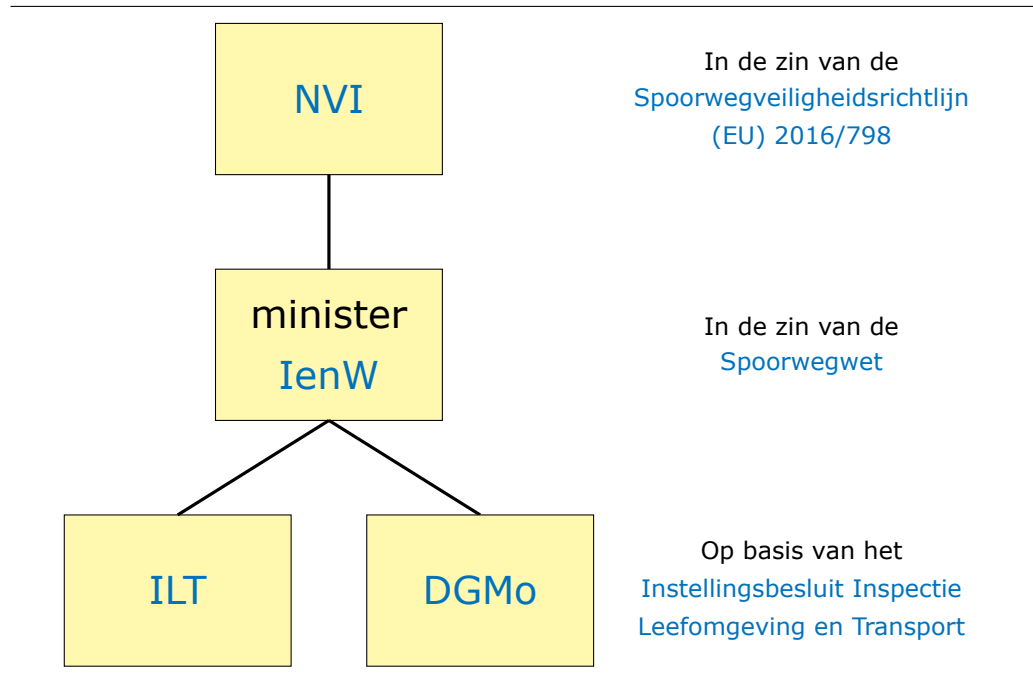 NVI
In de zin van de
Spoorwegveiligheidsrichtlijn
(EU) 2016/798
minister
IenW
In de zin van de
Spoorwegwet
ILT
DGMo
Op basis van het
Instellingsbesluit Inspectie
Leefomgeving en Transport